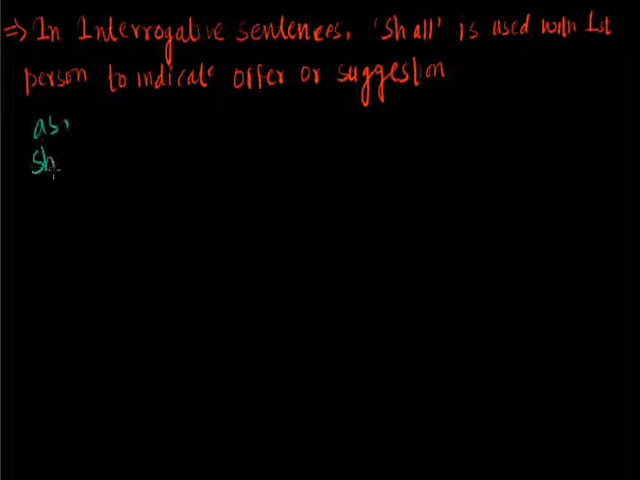 ⇒ In Interrogative sentences, 'Shall' is used with 1st
person to indicate offer or suggestion
as,
Sh